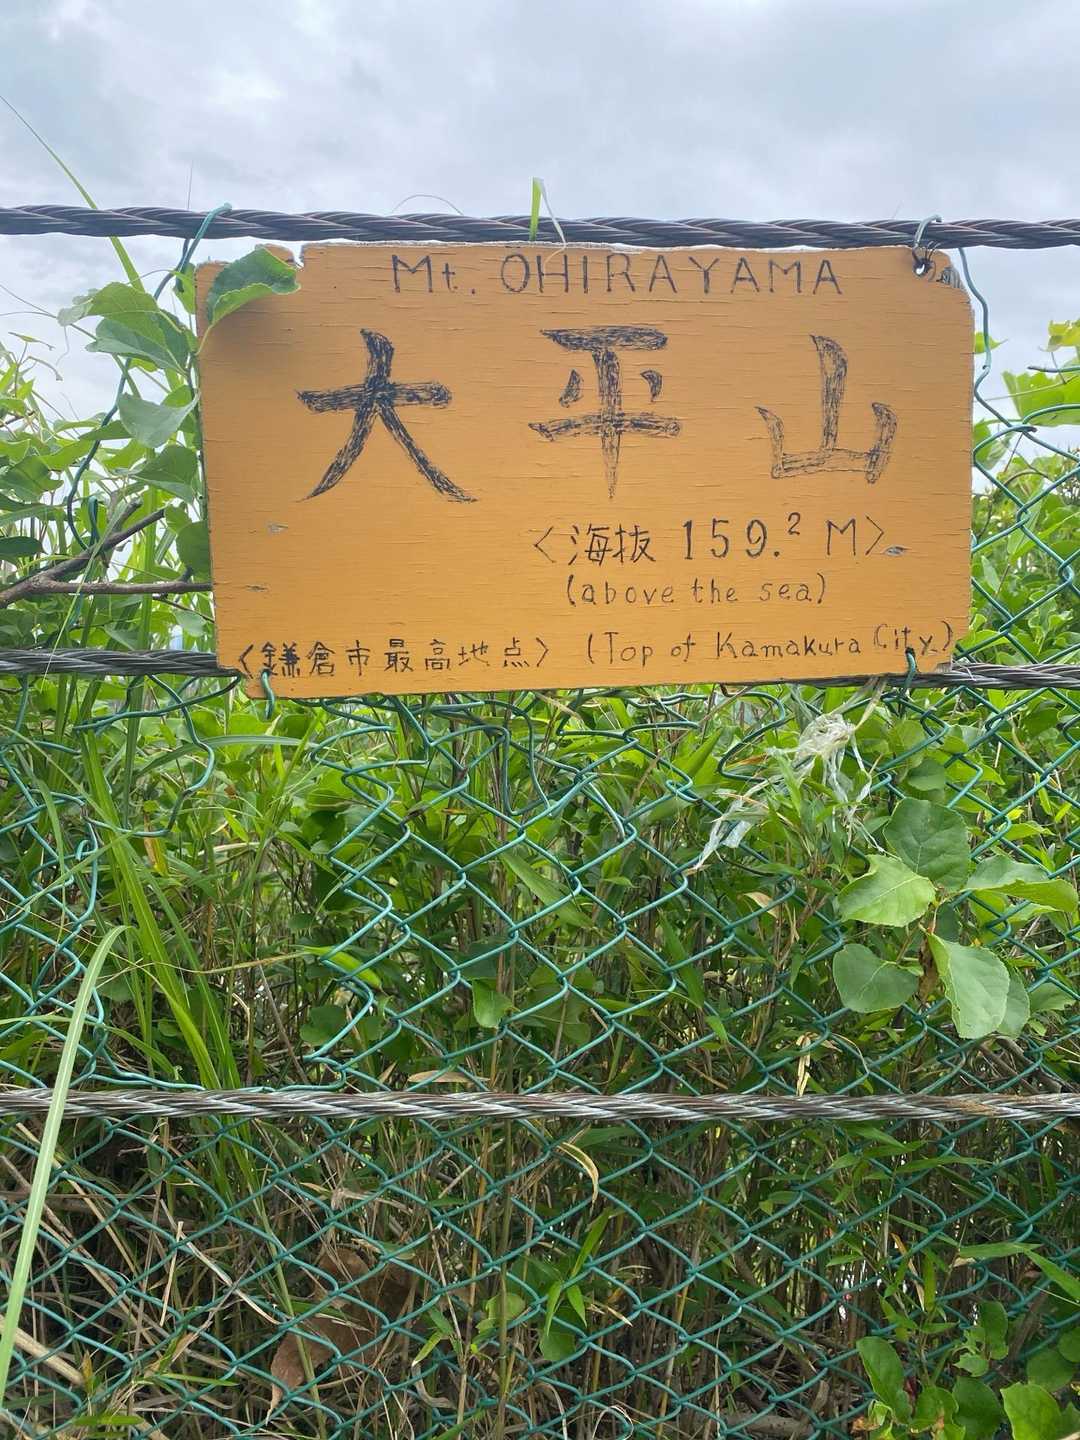 Mt. OHIRAYAMA
大平山
〈海抜 159.² M〉
(above the sea)
〈鎌倉市最高地点〉 (Top of Kamakura City)